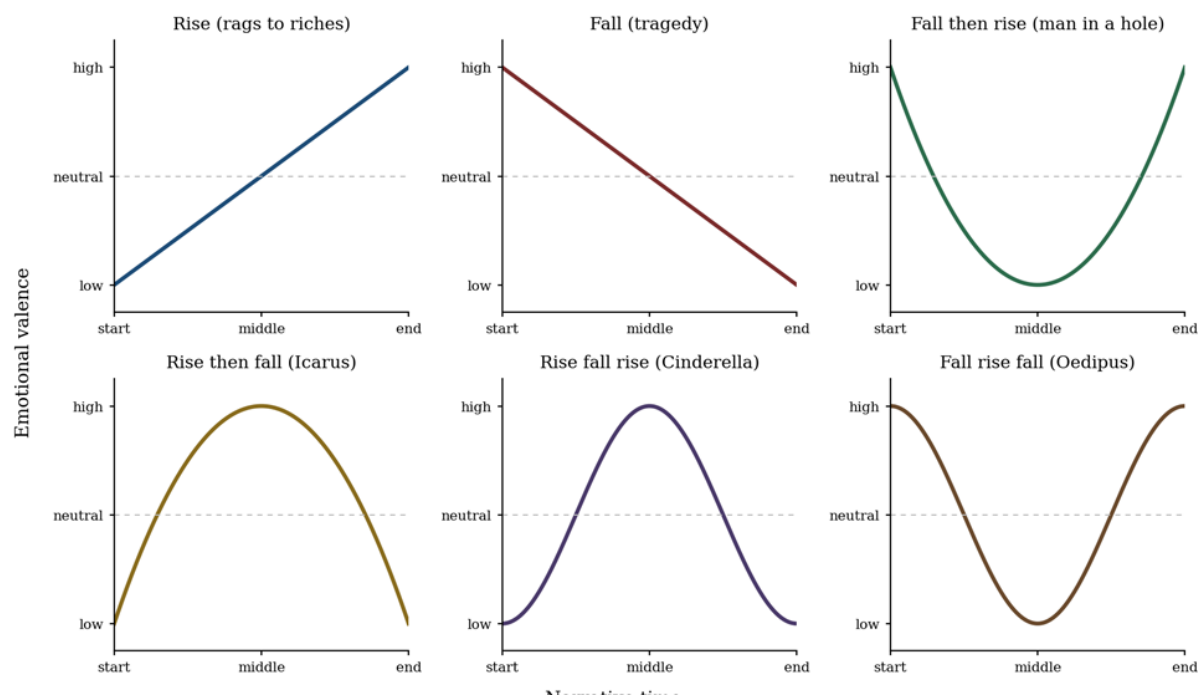 Rise (rags to riches)
high
neutral
low
start middle end
Fall (tragedy)
high
neutral
low
start middle end
Fall then rise (man in a hole)
high
neutral
low
start middle end
Emotional valence
Rise then fall (Icarus)
high
neutral
low
start middle end
Rise fall rise (Cinderella)
high
neutral
low
start middle end
Fall rise fall (Oedipus)
high
neutral
low
start middle end
Narrative time